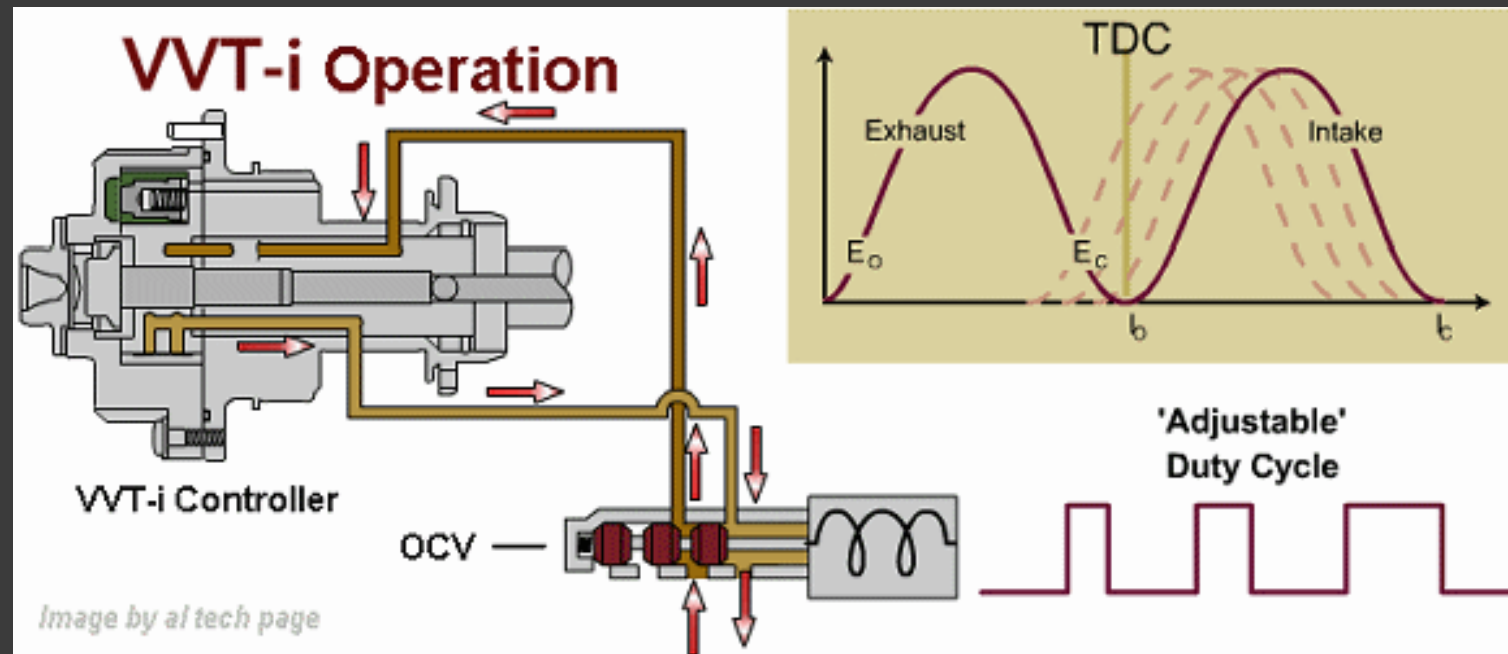 VVT-i Operation
TDC
Exhaust
Intake
Eo
Ec
Io
Ic
'Adjustable'
Duty Cycle
VVT-i Controller
OCV
Image by al tech page